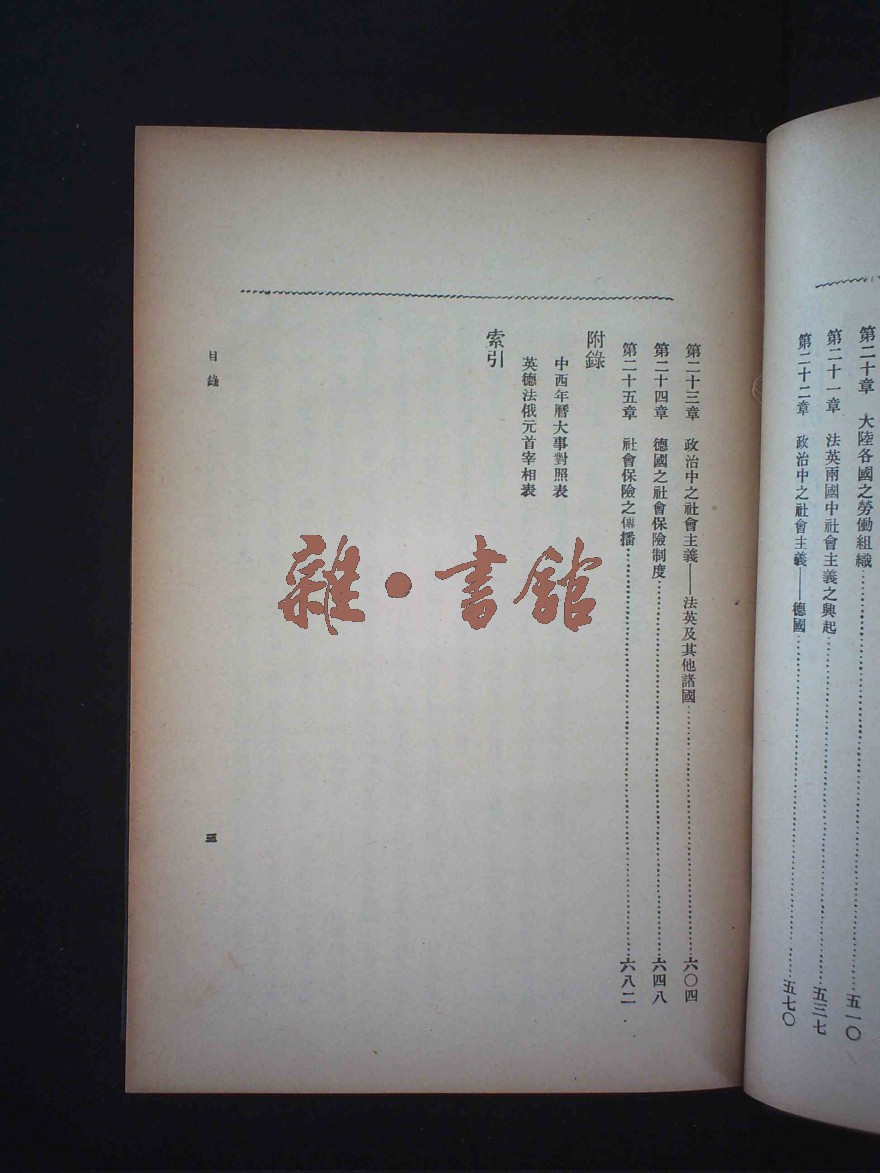 第二十章　大陸各國之勞働組織……五一〇
第二十一章　法英兩國中社會主義之興起……五三七
第二十二章　政治中之社會主義——德國……五七〇
第二十三章　政治中之社會主義——法英及其他諸國……六〇四
第二十四章　德國之社會保險制度……六四八
第二十五章　社會保險之傳播……六八二
附錄
中西年曆大事對照表
英德法俄元首宰相表
索引
目錄
三
雜・書館